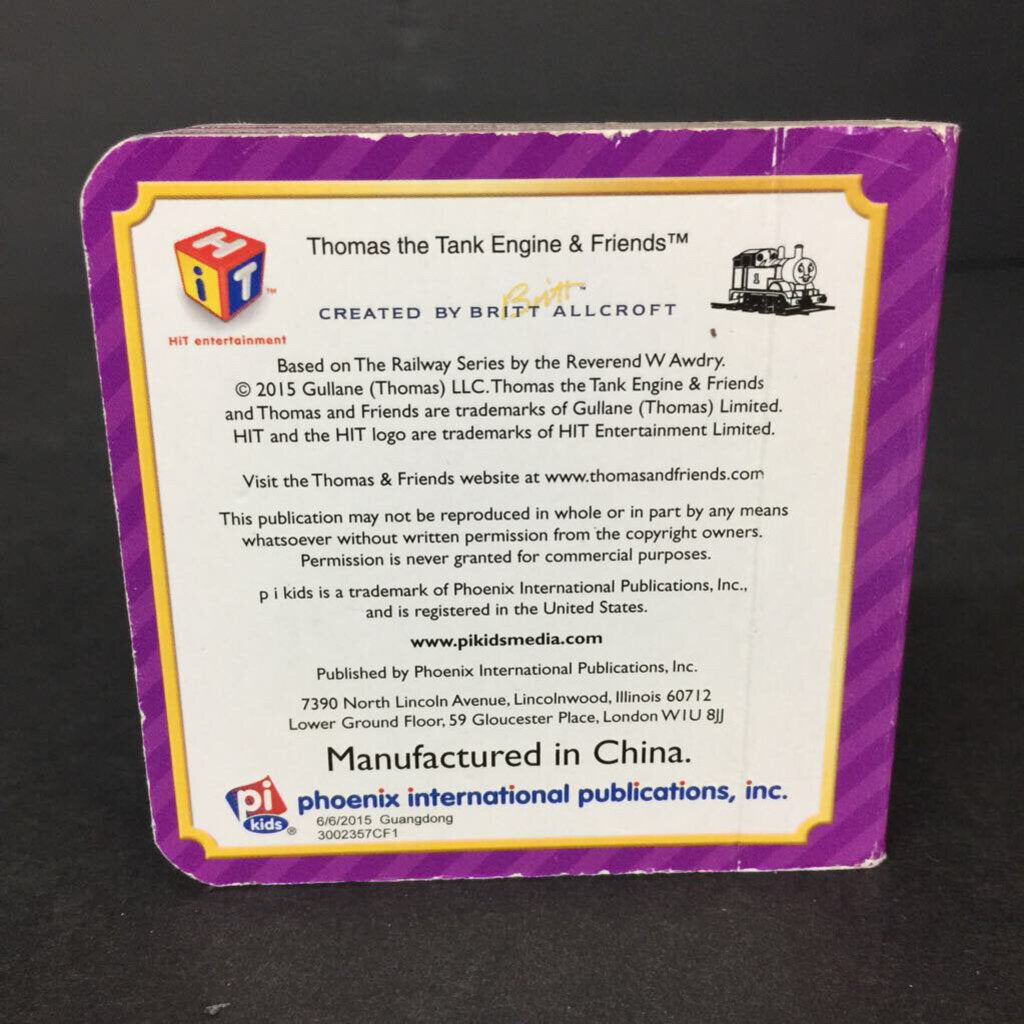 HiT™
HiT entertainment
Thomas the Tank Engine & Friends™
Britt™
CREATED BY BRITT ALLCROFT
1
Based on The Railway Series by the Reverend W Awdry.
© 2015 Gullane (Thomas) LLC. Thomas the Tank Engine & Friends
and Thomas and Friends are trademarks of Gullane (Thomas) Limited.
HIT and the HIT logo are trademarks of HIT Entertainment Limited.
Visit the Thomas & Friends website at www.thomasandfriends.com
This publication may not be reproduced in whole or in part by any means
whatsoever without written permission from the copyright owners.
Permission is never granted for commercial purposes.
p i kids is a trademark of Phoenix International Publications, Inc.,
and is registered in the United States.
www.pikidsmedia.com
Published by Phoenix International Publications, Inc.
7390 North Lincoln Avenue, Lincolnwood, Illinois 60712
Lower Ground Floor, 59 Gloucester Place, London W1U 8JJ
Manufactured in China.
pi
kids®
phoenix international publications, inc.
6/6/2015 Guangdong
3002357CF1